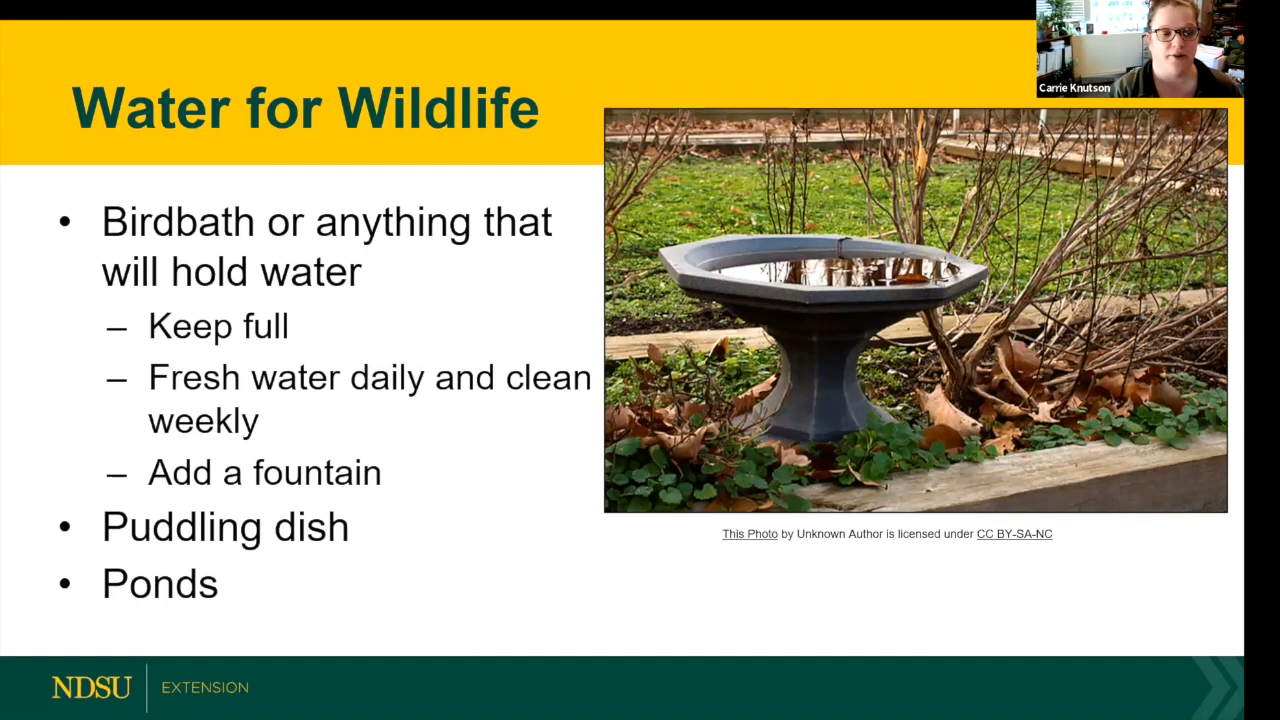 Carrie Knutson
Water for Wildlife
• Birdbath or anything that
will hold water
– Keep full
– Fresh water daily and clean
weekly
– Add a fountain
• Puddling dish
• Ponds
This Photo by Unknown Author is licensed under CC BY-SA-NC
NDSU EXTENSION